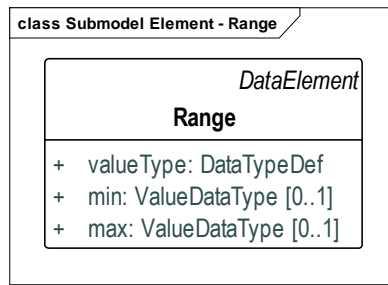 class Submodel Element - Range
DataElement
Range
+ valueType: DataTypeDef
+ min: ValueDataType [0..1]
+ max: ValueDataType [0..1]